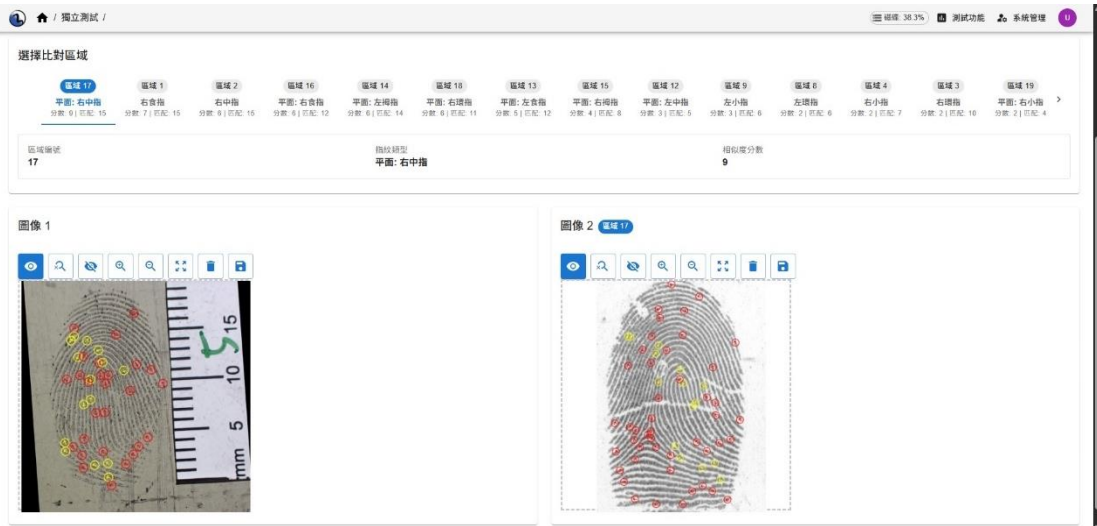 / 獨立測試 /
磁碟: 38.3%
測試功能
系統管理
U
選擇比對區域
區域 17
平面: 右中指
分數: 9 | 匹配: 15
區域 1
右食指
分數: 7 | 匹配: 15
區域 2
右中指
分數: 6 | 匹配: 15
區域 16
平面: 右食指
分數: 6 | 匹配: 12
區域 14
平面: 左拇指
分數: 6 | 匹配: 14
區域 18
平面: 右環指
分數: 6 | 匹配: 11
區域 13
平面: 左食指
分數: 5 | 匹配: 12
區域 15
平面: 右拇指
分數: 4 | 匹配: 8
區域 12
平面: 左中指
分數: 3 | 匹配: 5
區域 9
左小指
分數: 3 | 匹配: 6
區域 8
左環指
分數: 2 | 匹配: 6
區域 4
右小指
分數: 2 | 匹配: 7
區域 3
右環指
分數: 2 | 匹配: 10
區域 19
平面: 右小指
分數: 2 | 匹配: 4
區域編號
17
指紋類型
平面: 右中指
相似度分數
9
圖像 1
圖像 2
區域 17
15
5
10
5
mm